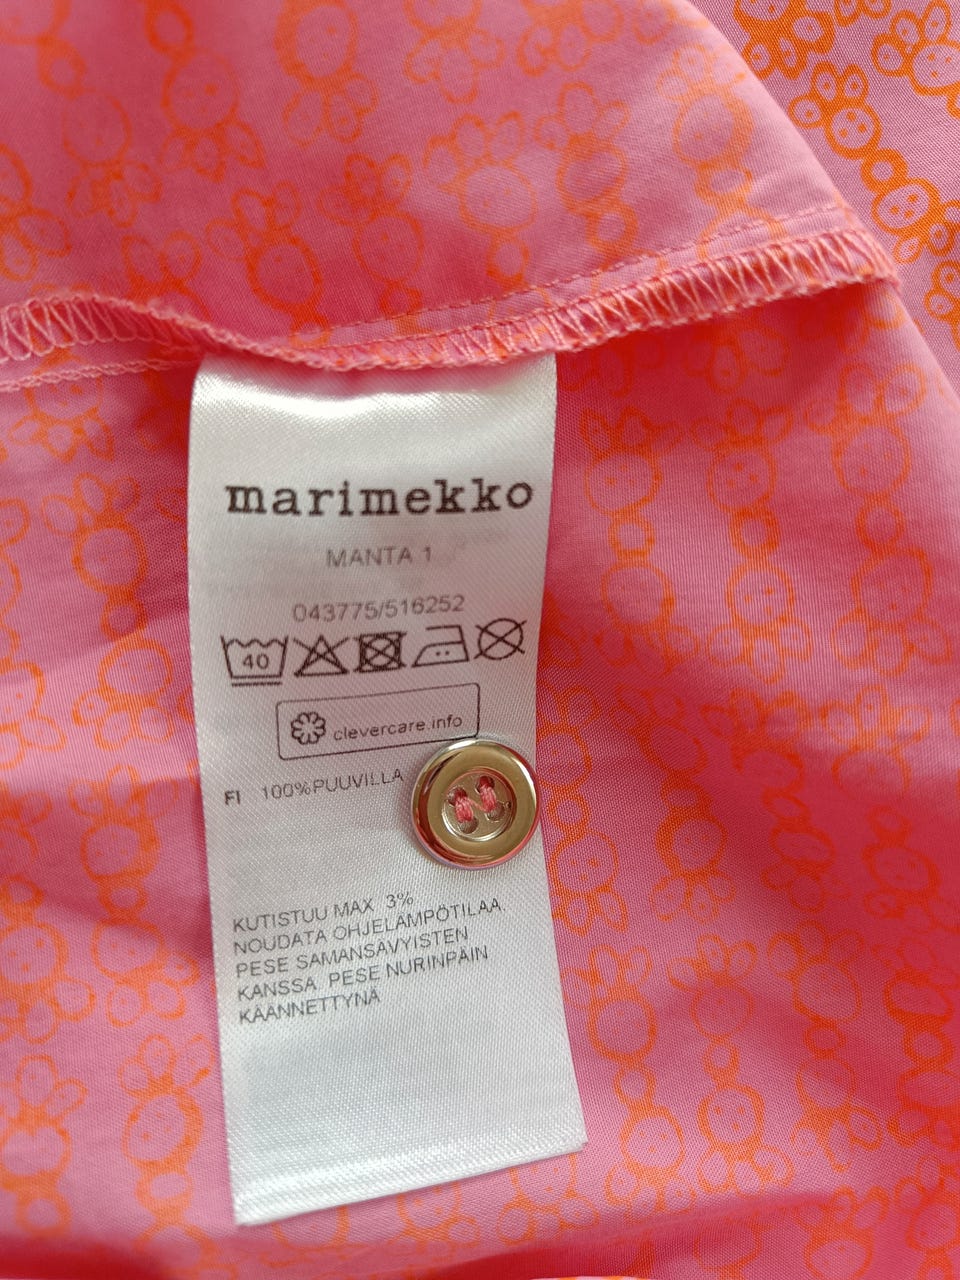 marimekko
MANTA 1
043775/516252
40
clevercare.info
FI 100%PUUVILLA
KUTISTUU MAX 3%
NOUDATA OHJELÄMPÖTILAA.
PESE SAMANSÄVYISTEN
KANSSA PESE NURINPÄIN
KÄÄNNETTYNÄ